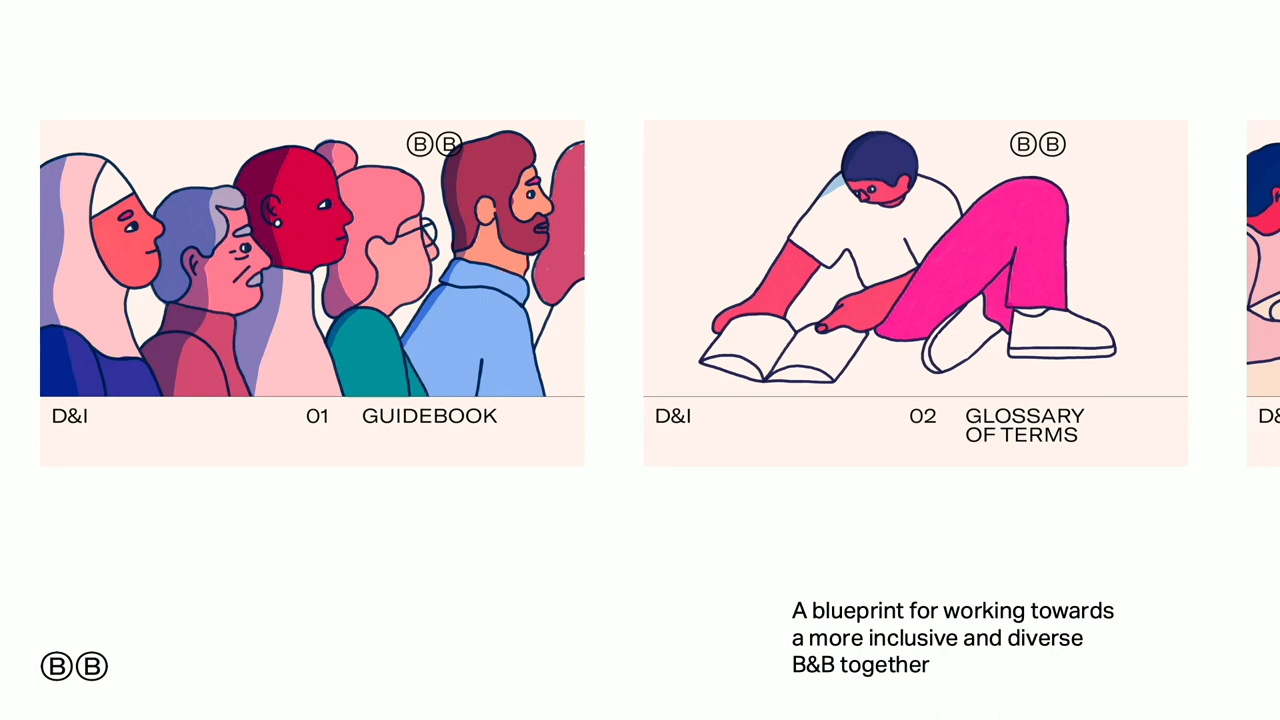 BB
D&I 01 GUIDEBOOK
BB
D&I 02 GLOSSARY
OF TERMS
A blueprint for working towards
a more inclusive and diverse
B&B together
BB